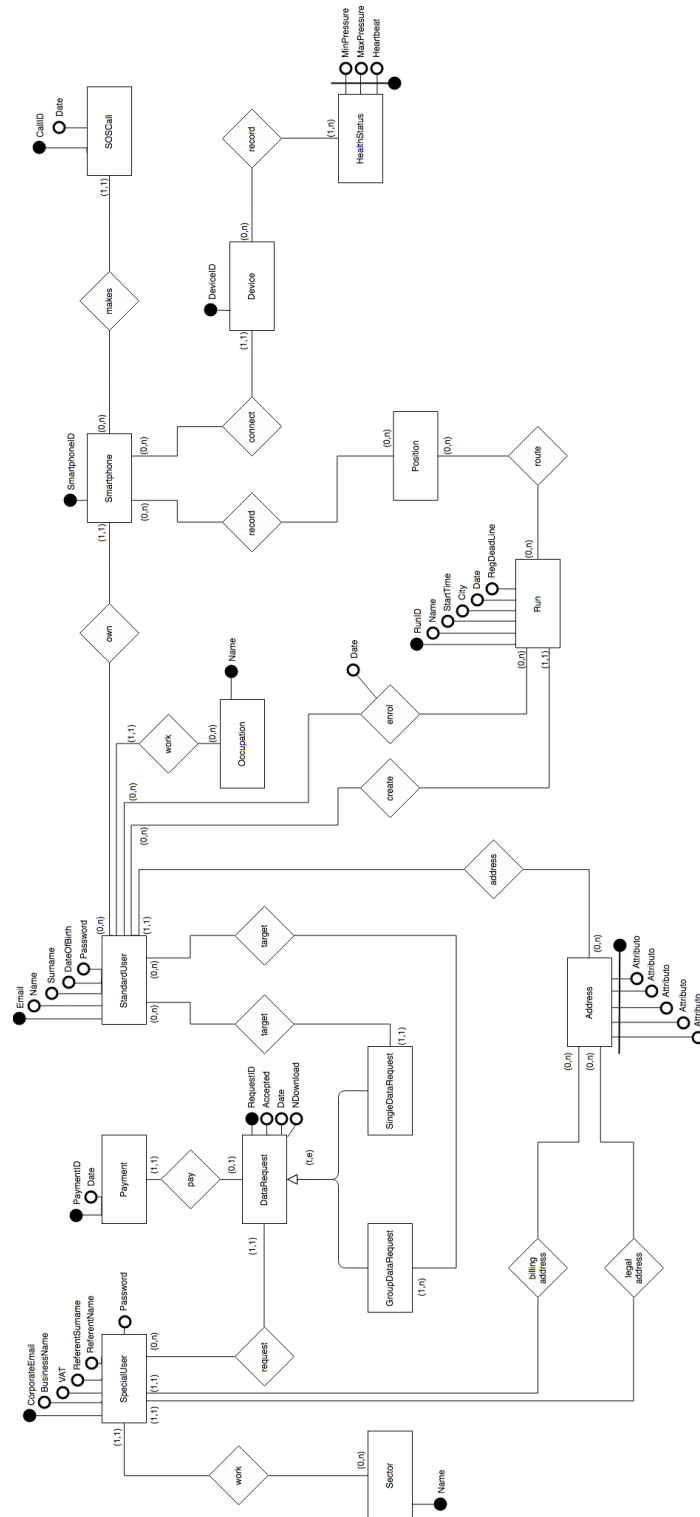 CorporateEmail
BusinessName
VAT
ReferentSurname
ReferentName
Password
SpecialUser
(1,1)
(1,1)
(1,1)
(0,n)
work
(0,n)
Sector
Name
request
(1,1)
PaymentID
Date
Payment
(1,1)
pay
(0,1)
DataRequest
RequestID
Accepted
Date
NDownload
(t,e)
GroupDataRequest
(1,n)
SingleDataRequest
(1,1)
target
target
Email
Name
Surname
DateOfBirth
Password
StandardUser
(0,n)
(0,n)
(0,n)
(1,1)
(0,n)
(0,n)
(1,1)
work
(0,n)
Occupation
Name
create
enrol
Date
address
(0,n)
Address
(0,n)
(0,n)
Attributo
Attributo
Attributo
Attributo
Attributo
billing
address
legal
address
own
(1,1)
SmartphoneID
Smartphone
(0,n)
(0,n)
(0,n)
makes
(1,1)
CallID
Date
SOSCall
record
(0,n)
Position
(0,n)
route
(0,n)
RunID
Name
StartTime
City
Date
RegDeadLine
Run
(0,n)
(1,1)
connect
(1,1)
DeviceID
Device
(0,n)
record
(1,n)
HealthStatus
MinPressure
MaxPressure
Heartbeat